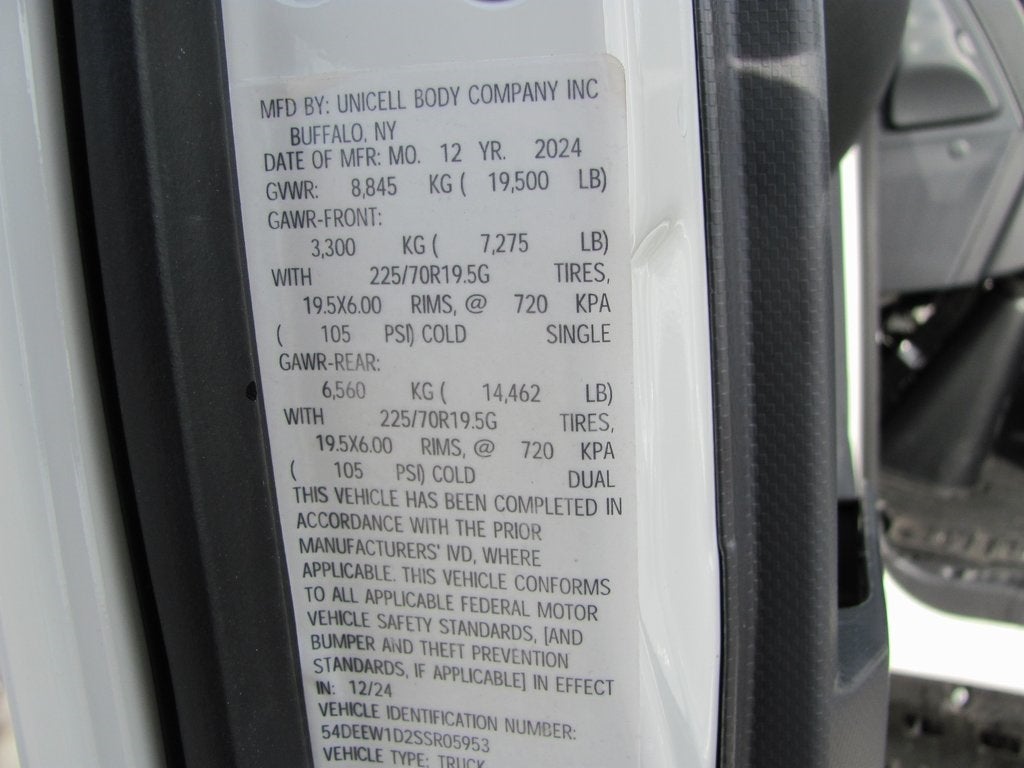 MFD BY: UNICELL BODY COMPANY INC
BUFFALO, NY
DATE OF MFR: MO. 12 YR. 2024
GVWR: 8,845 KG ( 19,500 LB)
GAWR-FRONT:
3,300 KG ( 7,275 LB)
WITH 225/70R19.5G TIRES,
19.5X6.00 RIMS, @ 720 KPA
( 105 PSI) COLD SINGLE
GAWR-REAR:
6,560 KG ( 14,462 LB)
WITH 225/70R19.5G TIRES,
19.5X6.00 RIMS, @ 720 KPA
( 105 PSI) COLD DUAL
THIS VEHICLE HAS BEEN COMPLETED IN
ACCORDANCE WITH THE PRIOR
MANUFACTURERS' IVD, WHERE
APPLICABLE. THIS VEHICLE CONFORMS
TO ALL APPLICABLE FEDERAL MOTOR
VEHICLE SAFETY STANDARDS, [AND
BUMPER AND THEFT PREVENTION
STANDARDS, IF APPLICABLE] IN EFFECT
IN: 12/24
VEHICLE IDENTIFICATION NUMBER:
54DEEW1D2SSR05953
VEHICLE TYPE: TRUCK